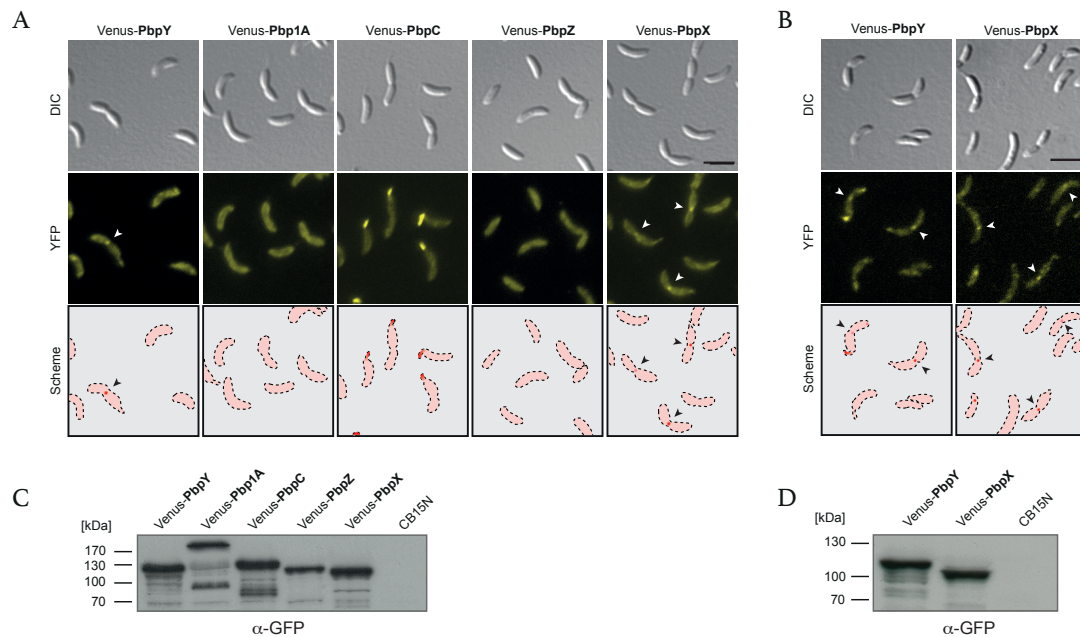 A
Venus-PbpY Venus-Pbp1A Venus-PbpC Venus-PbpZ Venus-PbpX
DIC
YFP
Scheme
B
Venus-PbpY Venus-PbpX
DIC
YFP
Scheme
C
Venus-PbpY Venus-Pbp1A Venus-PbpC Venus-PbpZ Venus-PbpX CB15N
[kDa]
170
130
100
70
α-GFP
D
Venus-PbpY Venus-PbpX CB15N
[kDa]
130
100
70
α-GFP